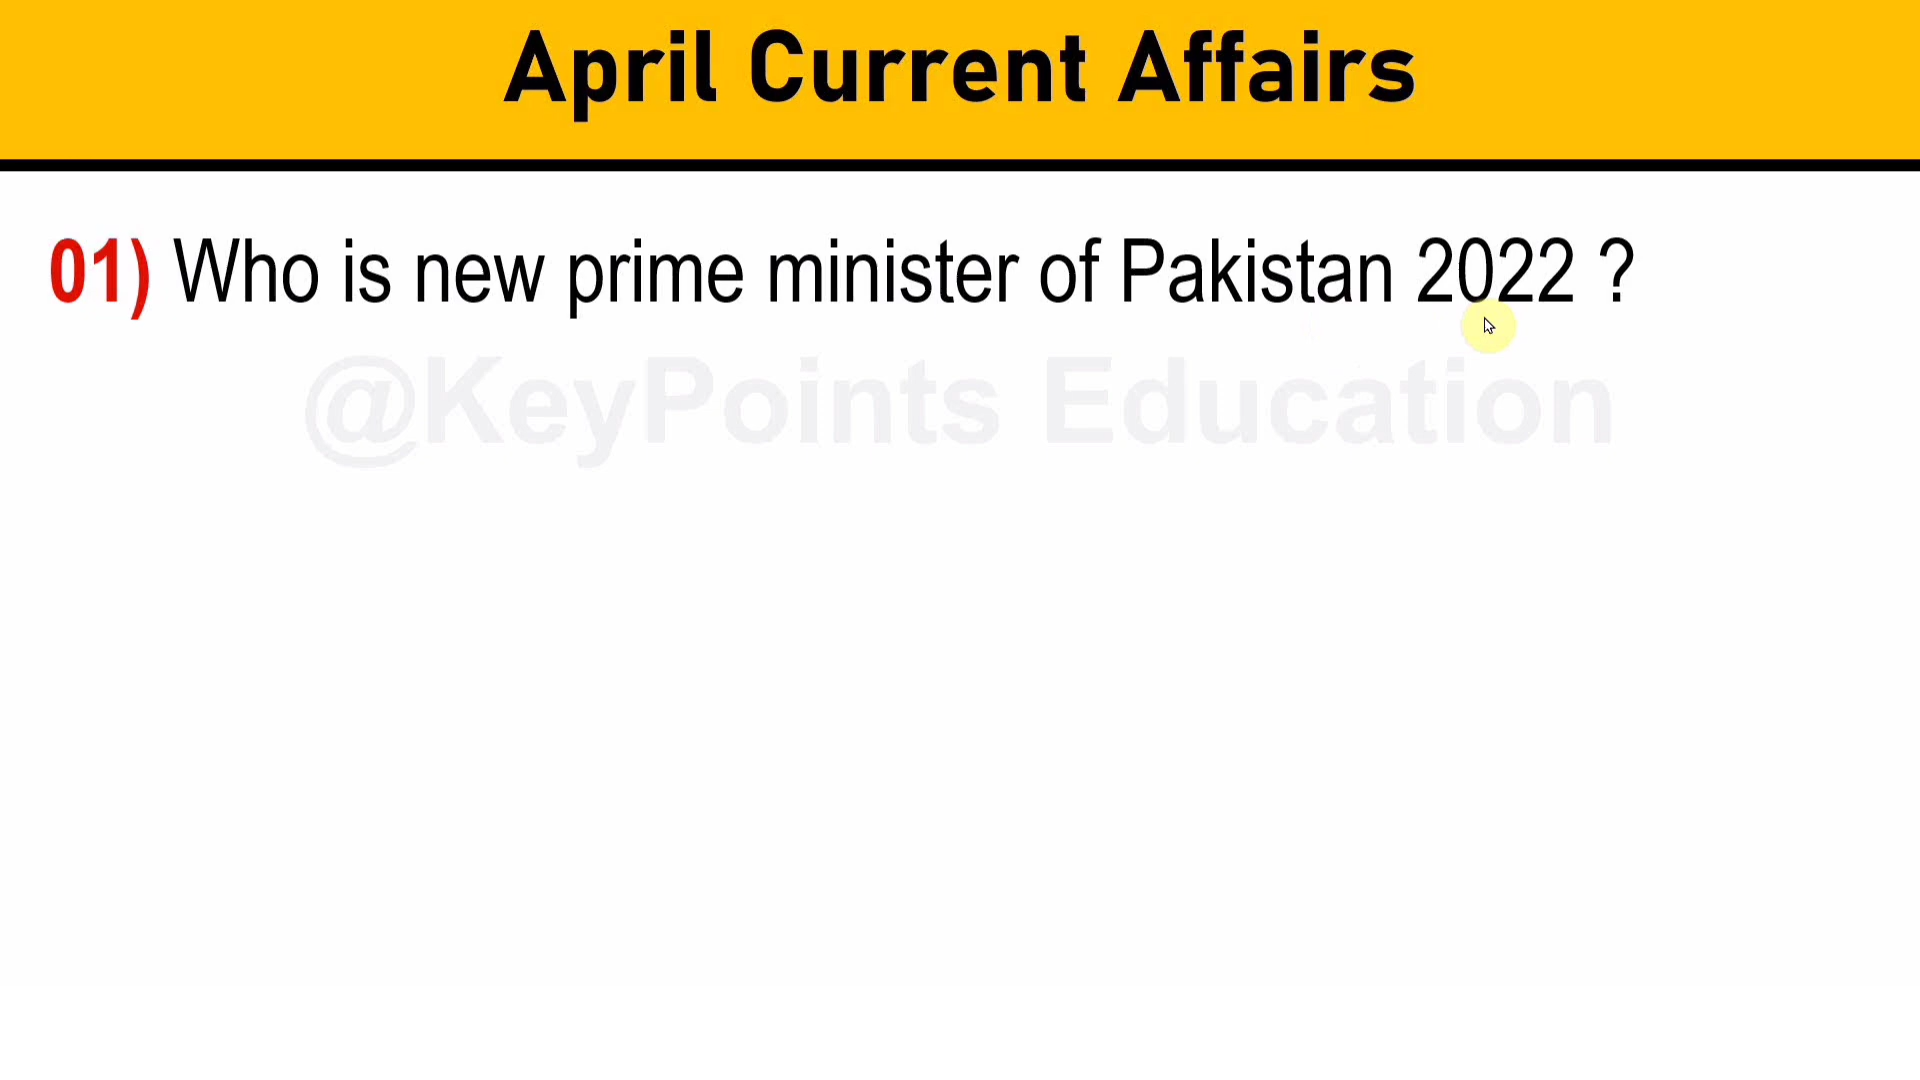 April Current Affairs
01) Who is new prime minister of Pakistan 2022 ?
@KeyPoints Education